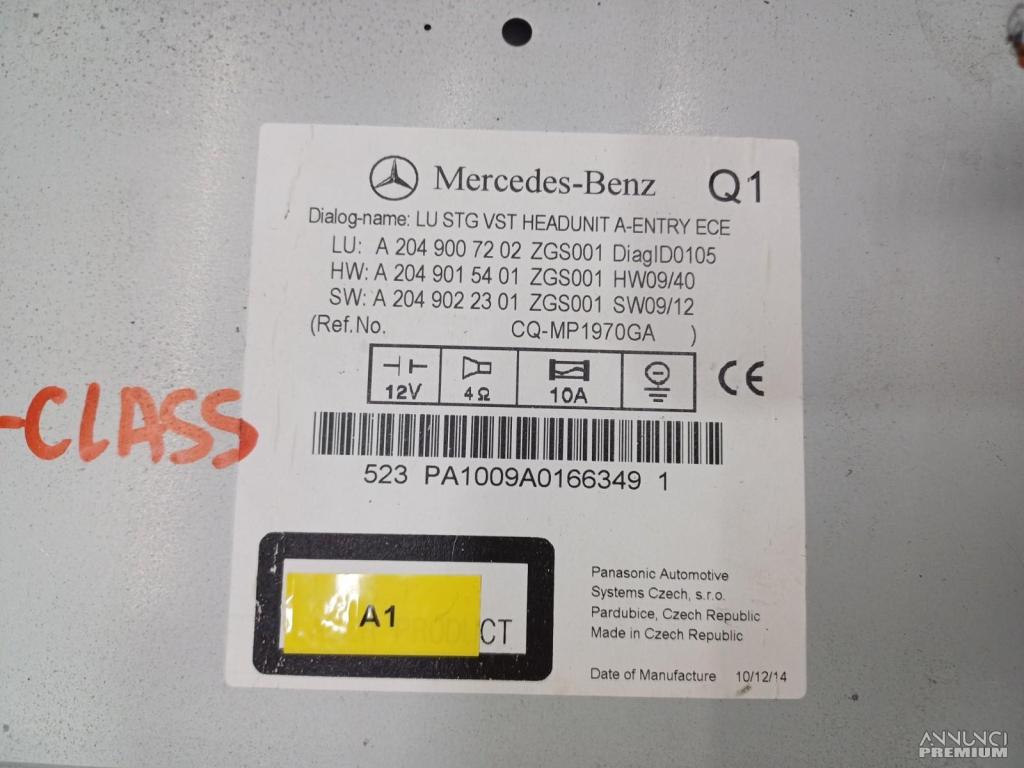 Mercedes-Benz Q1
Dialog-name: LU STG VST HEADUNIT A-ENTRY ECE
LU: A 204 900 72 02 ZGS001 DiagID0105
HW: A 204 901 54 01 ZGS001 HW09/40
SW: A 204 902 23 01 ZGS001 SW09/12
(Ref.No. CQ-MP1970GA )
12V 4Ω 10A CE
-CLASS
523 PA1009A0166349 1
A1 PRODUCT
Panasonic Automotive
Systems Czech, s.r.o.
Pardubice, Czech Republic
Made in Czech Republic
Date of Manufacture 10/12/14
ANNUNCI
PREMIUM